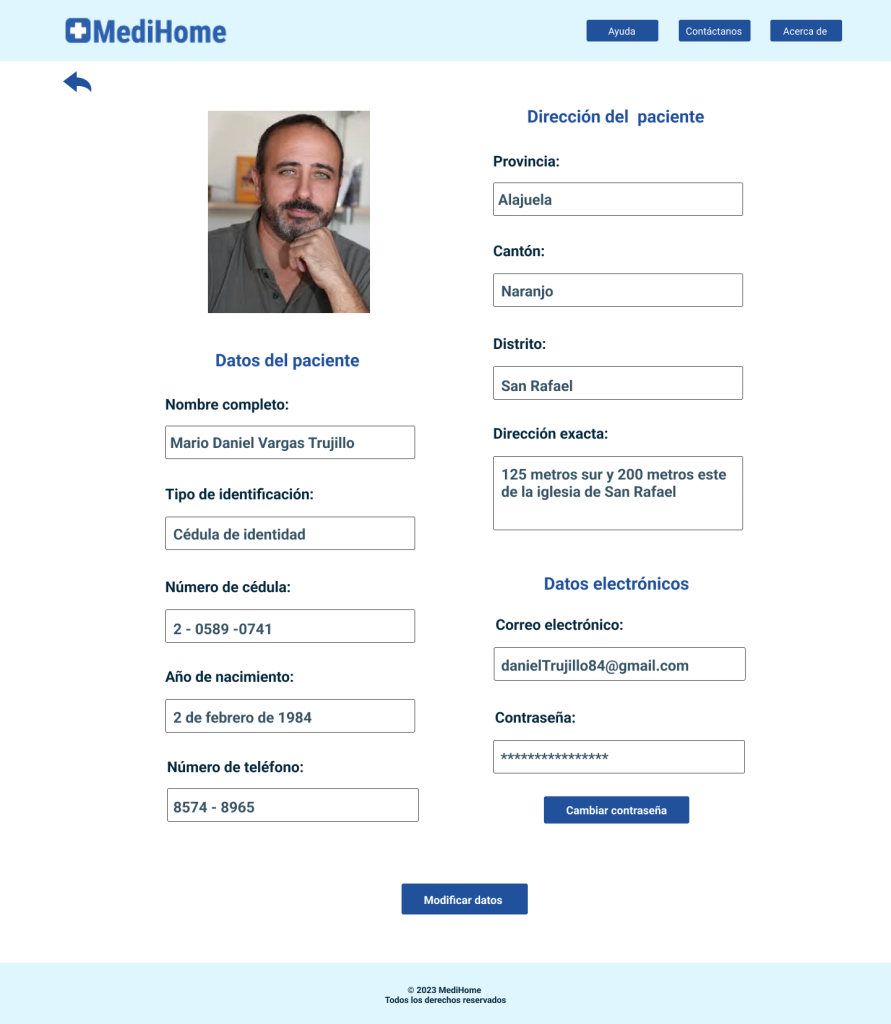 MediHome
Ayuda
Contáctanos
Acerca de
Datos del paciente
Nombre completo:
Mario Daniel Vargas Trujillo
Tipo de identificación:
Cédula de identidad
Número de cédula:
2 - 0589 -0741
Año de nacimiento:
2 de febrero de 1984
Número de teléfono:
8574 - 8965
Dirección del  paciente
Provincia:
Alajuela
Cantón:
Naranjo
Distrito:
San Rafael
Dirección exacta:
125 metros sur y 200 metros este
de la iglesia de San Rafael
Datos electrónicos
Correo electrónico:
danielTrujillo84@gmail.com
Contraseña:
****************
Cambiar contraseña
Modificar datos
© 2023 MediHome
Todos los derechos reservados